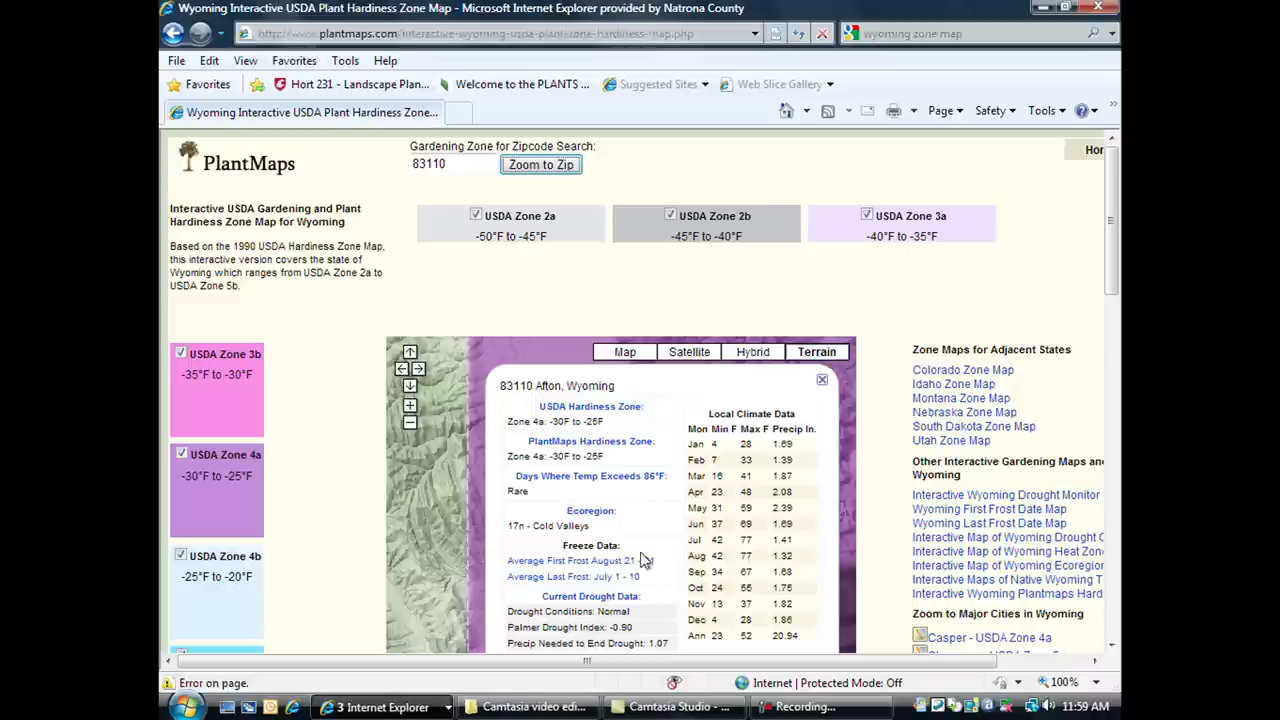 Wyoming Interactive USDA Plant Hardiness Zone Map - Microsoft Internet Explorer provided by Natrona County
http://www.plantmaps.com/interactive-wyoming-usda-plant-zone-hardiness-map.php
wyoming zone map
File Edit View Favorites Tools Help
Favorites Hort 231 - Landscape Plan... Welcome to the PLANTS ... Suggested Sites Web Slice Gallery
Wyoming Interactive USDA Plant Hardiness Zone...
Page Safety Tools
PlantMaps
Gardening Zone for Zipcode Search:
83110 Zoom to Zip
Interactive USDA Gardening and Plant
Hardiness Zone Map for Wyoming
Based on the 1990 USDA Hardiness Zone Map,
this interactive version covers the state of
Wyoming which ranges from USDA Zone 2a to
USDA Zone 5b.
USDA Zone 2a
-50°F to -45°F
USDA Zone 2b
-45°F to -40°F
USDA Zone 3a
-40°F to -35°F
USDA Zone 3b
-35°F to -30°F
USDA Zone 4a
-30°F to -25°F
USDA Zone 4b
-25°F to -20°F
Map Satellite Hybrid Terrain
83110 Afton, Wyoming
USDA Hardiness Zone:
Zone 4a: -30F to -25F
PlantMaps Hardiness Zone:
Zone 4a: -30F to -25F
Days Where Temp Exceeds 86°F:
Rare
Ecoregion:
17n - Cold Valleys
Freeze Data:
Average First Frost August 21 -
Average Last Frost: July 1 - 10
Current Drought Data:
Drought Conditions: Normal
Palmer Drought Index: -0.90
Precip Needed to End Drought: 1.07
Local Climate Data
Mon Min F Max F Precip In.
Jan 4 28 1.69
Feb 7 33 1.39
Mar 16 41 1.87
Apr 23 48 2.08
May 31 59 2.39
Jun 37 69 1.69
Jul 42 77 1.41
Aug 42 77 1.32
Sep 34 67 1.68
Oct 24 55 1.75
Nov 13 37 1.82
Dec 4 28 1.86
Ann 23 52 20.94
Zone Maps for Adjacent States
Colorado Zone Map
Idaho Zone Map
Montana Zone Map
Nebraska Zone Map
South Dakota Zone Map
Utah Zone Map
Other Interactive Gardening Maps and
Wyoming
Interactive Wyoming Drought Monitor
Wyoming First Frost Date Map
Wyoming Last Frost Date Map
Interactive Map of Wyoming Drought
Interactive Map of Wyoming Heat Zon
Interactive Map of Wyoming Ecoregio
Interactive Maps of Native Wyoming T
Interactive Wyoming Plantmaps Hard
Zoom to Major Cities in Wyoming
Casper - USDA Zone 4a
Error on page. Internet | Protected Mode: Off 100%
3 Internet Explorer Camtasia video edi... Camtasia Studio - ... Recording... 11:59 AM